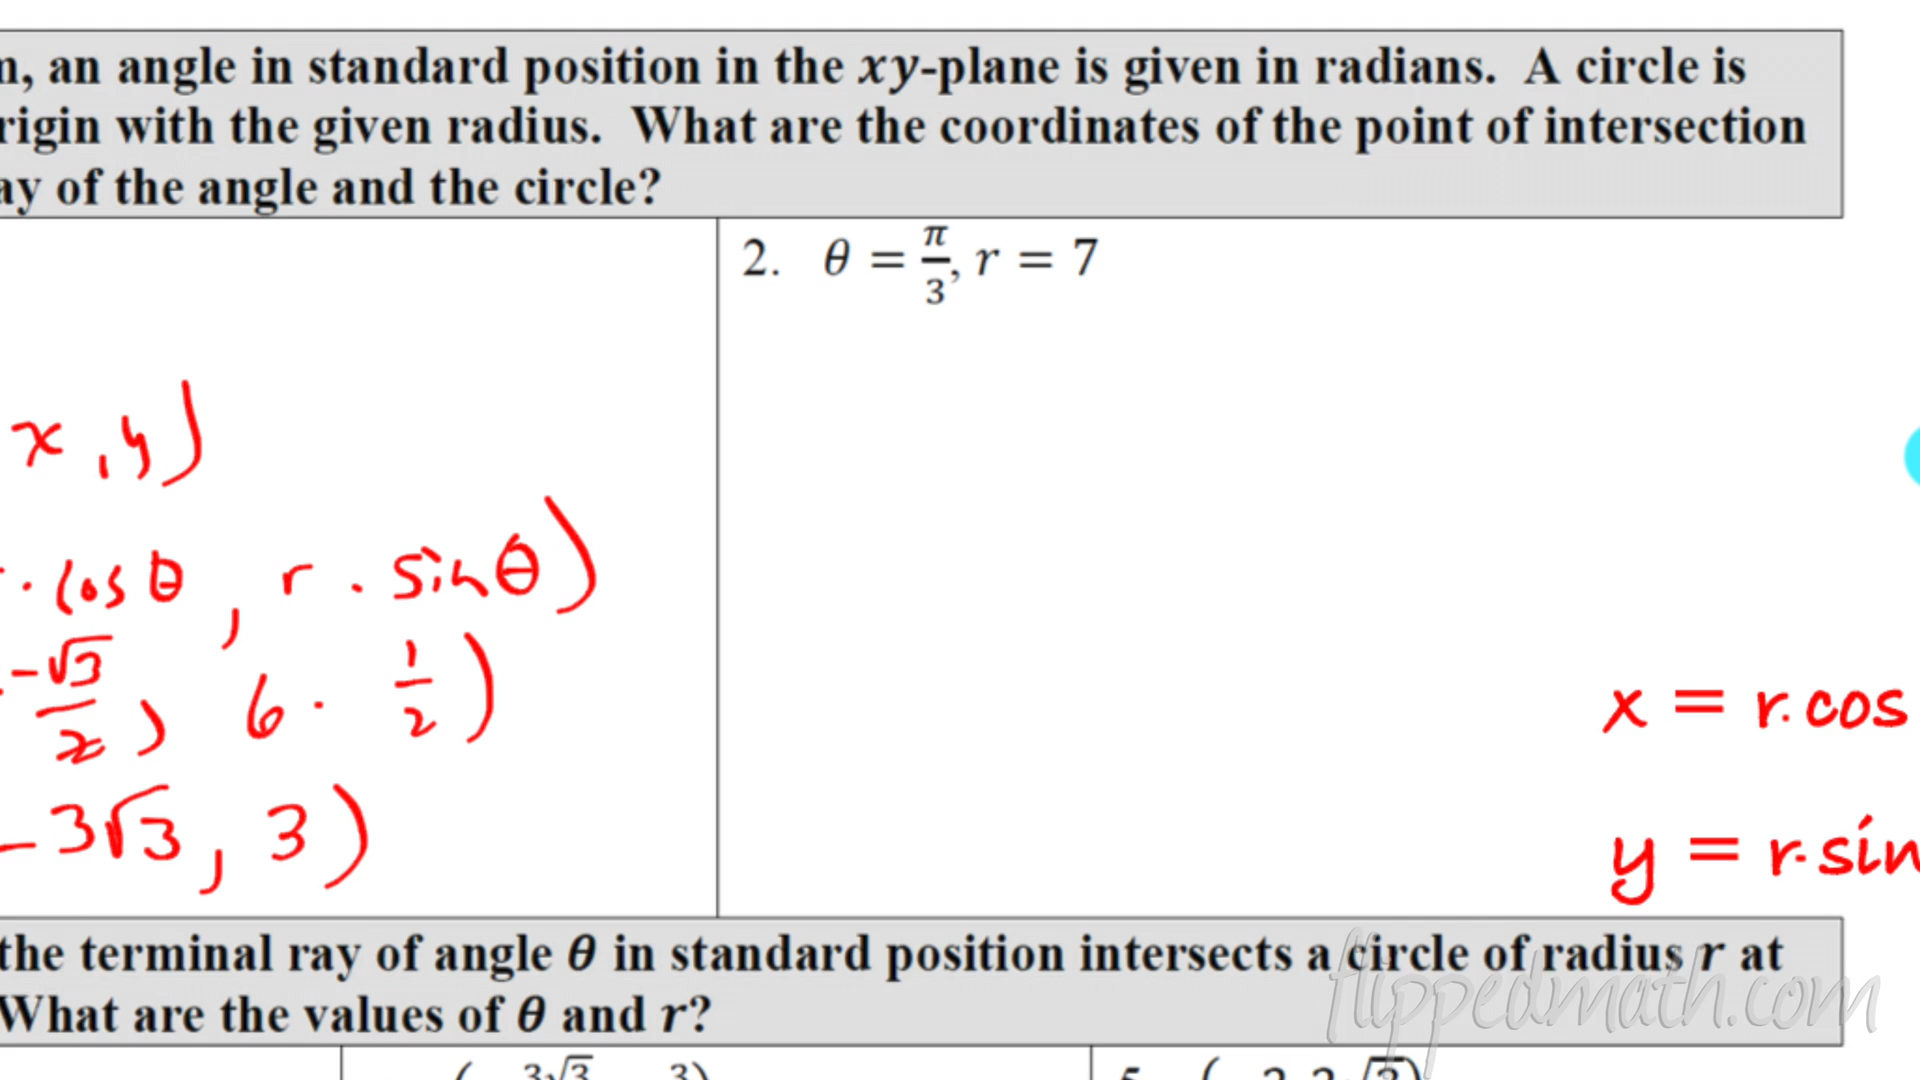 , an angle in standard position in the xy-plane is given in radians. A circle is
rigin with the given radius. What are the coordinates of the point of intersection
ay of the angle and the circle?
x , y)
· cos θ , r · sin θ)
-√3/2 , 6 · 1/2)
-3√3 , 3)
2. θ = π/3, r = 7
x = r·cos
y = r·sin
the terminal ray of angle θ in standard position intersects a circle of radius r at
What are the values of θ and r?
flippedmath.com